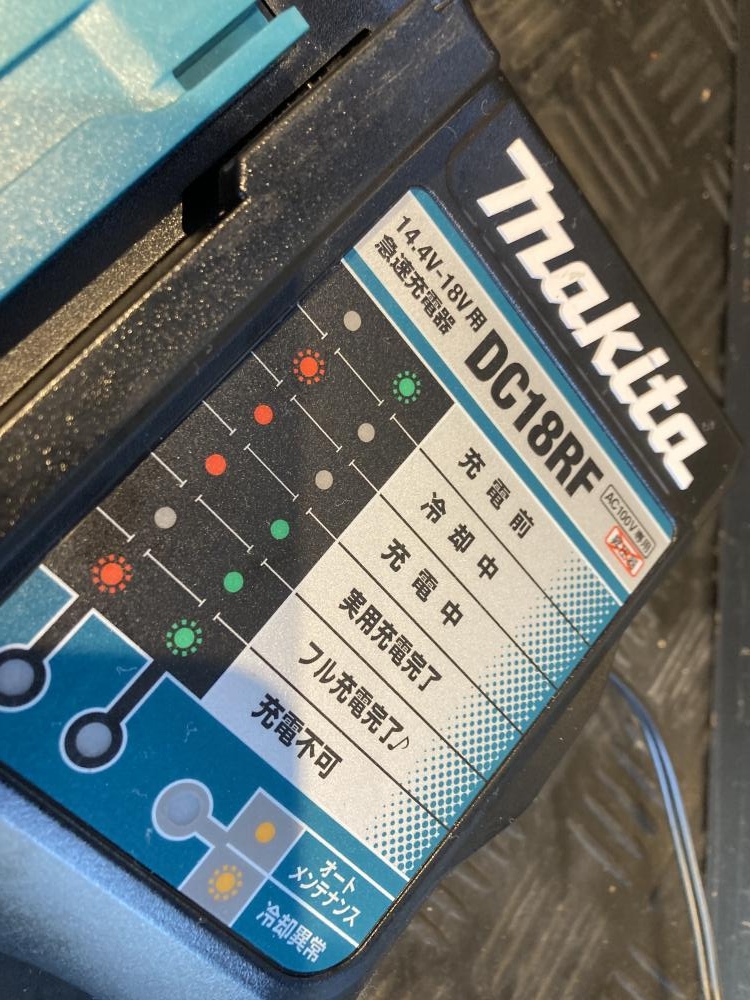 makita
14.4V-18V用
急速充電器
DC18RF
AC100V専用
充電前
冷却中
充電中
実用充電完了
フル充電完了♪
充電不可
オート
メンテナンス
冷却異常